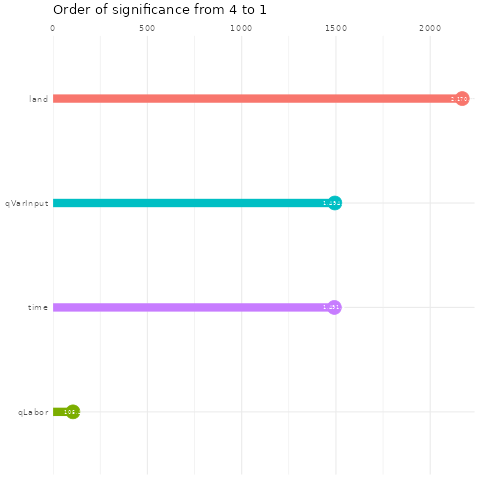 Order of significance from 4 to 1
0 500 1000 1500 2000
land
qVarInput
time
qLabor